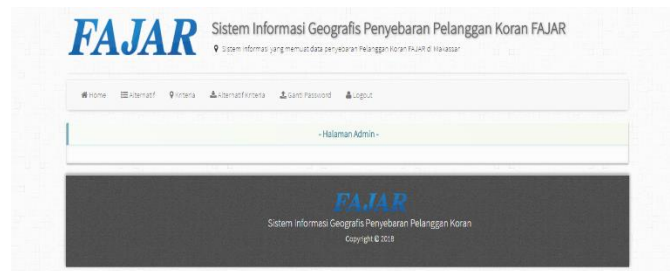 FAJAR
Sistem Informasi Geografis Penyebaran Pelanggan Koran FAJAR
Sistem informasi yang memuat data penyebaran Pelanggan Koran FAJAR di Makassar
Home Alternatif Kriteria Alternatif Kriteria Ganti Password Logout
- Halaman Admin -
FAJAR
Sistem Informasi Geografis Penyebaran Pelanggan Koran
Copyright © 2018